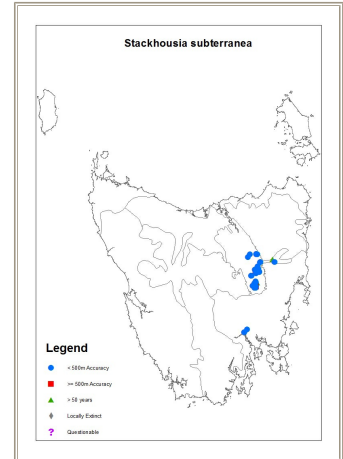 Stackhousia subterranea
Legend
< 500m Accuracy
>= 500m Accuracy
> 50 years
Locally Extinct
? Questionable